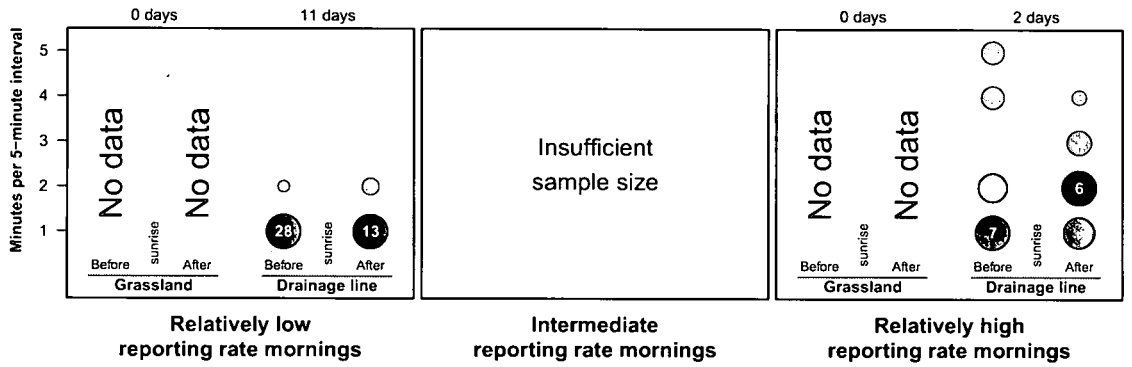 0 days 11 days 0 days 2 days
Minutes per 5-minute interval
5
4
3
2
1
No data
No data
28
13
sunrise
sunrise
Before After Before After
Grassland Drainage line
Insufficient
sample size
No data
No data
6
7
sunrise
sunrise
Before After Before After
Grassland Drainage line
Relatively low
reporting rate mornings
Intermediate
reporting rate mornings
Relatively high
reporting rate mornings